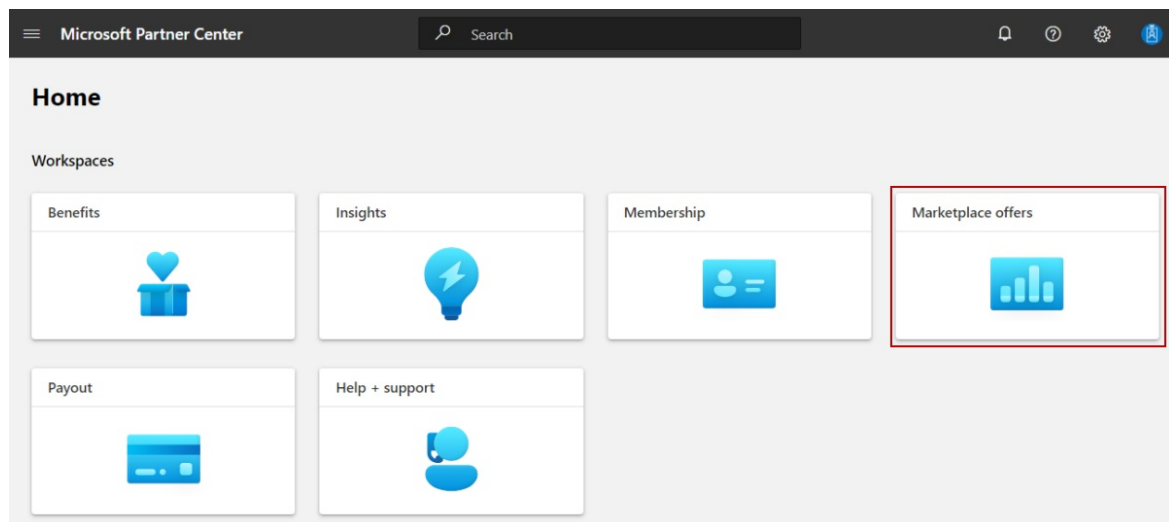 Microsoft Partner Center
Search
Home
Workspaces
Benefits
Insights
Membership
Marketplace offers
Payout
Help + support